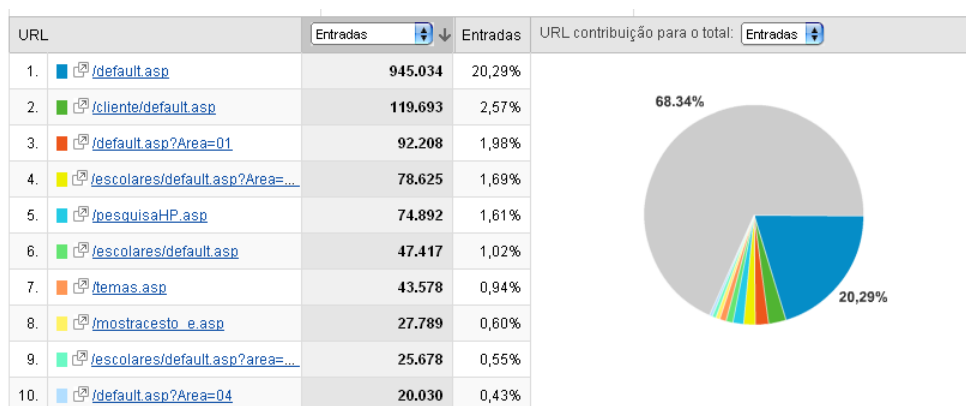 URL Entradas Entradas URL contribuição para o total: Entradas
1. /default.asp 945.034 20,29%
2. /cliente/default.asp 119.693 2,57%
3. /default.asp?Area=01 92.208 1,98%
4. /escolares/default.asp?Area=... 78.625 1,69%
5. /pesquisaHP.asp 74.892 1,61%
6. /escolares/default.asp 47.417 1,02%
7. /temas.asp 43.578 0,94%
8. /mostracesto_e.asp 27.789 0,60%
9. /escolares/default.asp?area=... 25.678 0,55%
10. /default.asp?Area=04 20.030 0,43%
68.34%
20,29%